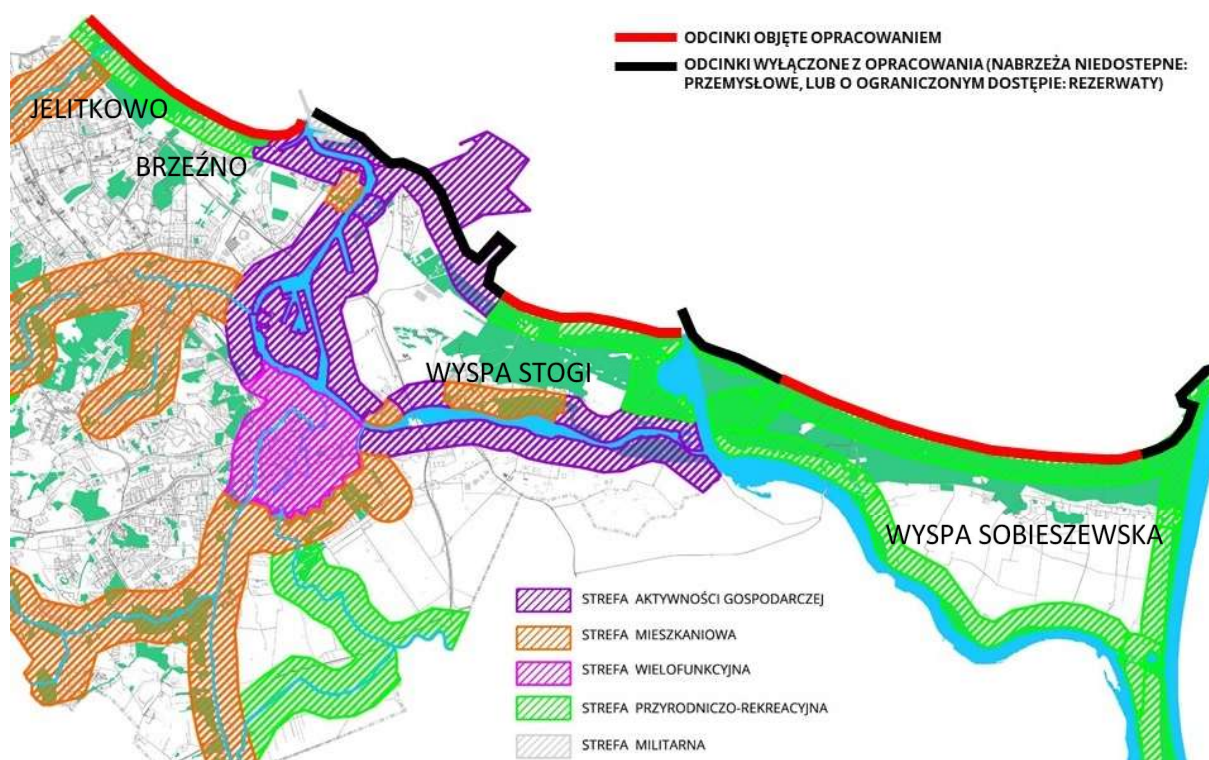 ODCINKI OBJĘTE OPRACOWANIEM
ODCINKI WYŁĄCZONE Z OPRACOWANIA (NABRZEŻA NIEDOSTEPNE:
PRZEMYSŁOWE, LUB O OGRANICZONYM DOSTĘPIE: REZERWATY)
JELITKOWO
BRZEŹNO
WYSPA STOGI
WYSPA SOBIESZEWSKA
STREFA AKTYWNOŚCI GOSPODARCZEJ
STREFA MIESZKANIOWA
STREFA WIELOFUNKCYJNA
STREFA PRZYRODNICZO-REKREACYJNA
STREFA MILITARNA